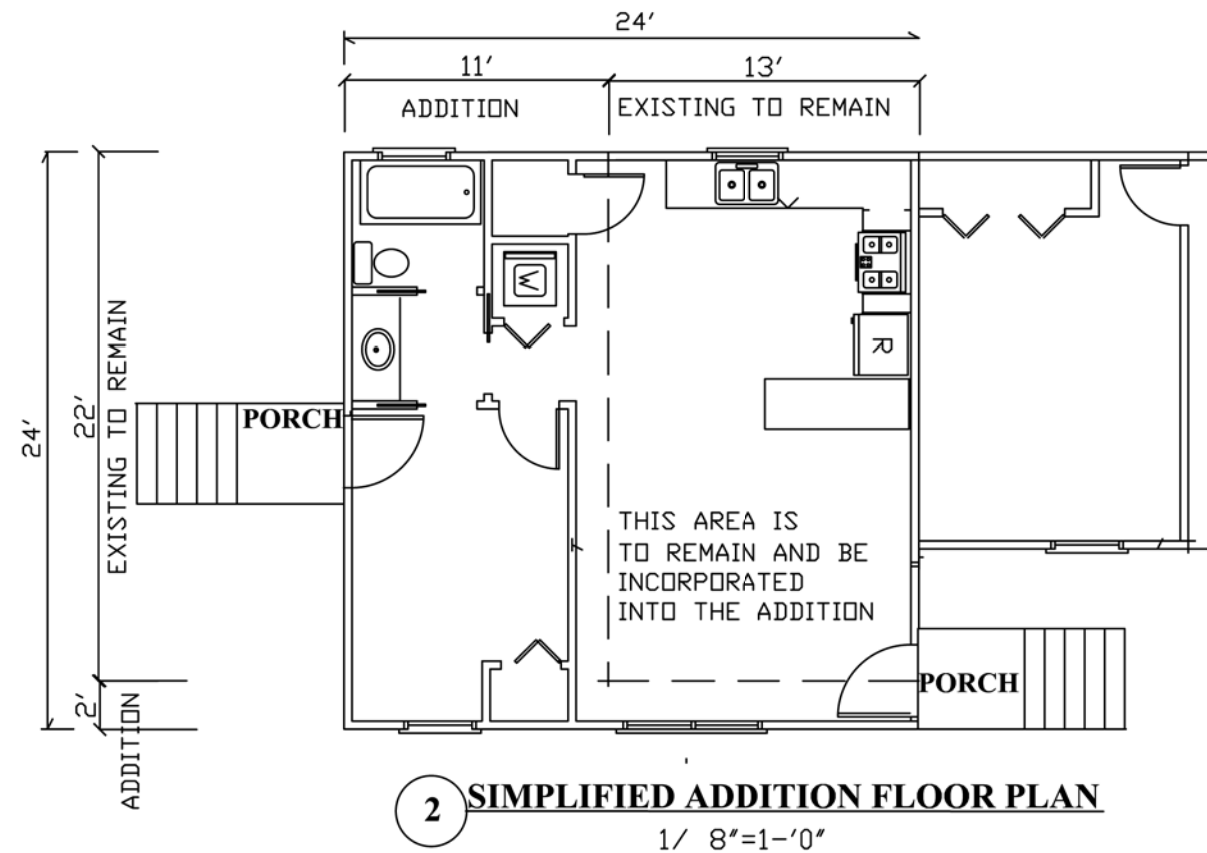 24'
11'
13'
ADDITION
EXISTING TO REMAIN
W
R
24'
22'
EXISTING TO REMAIN
2'
ADDITION
PORCH
THIS AREA IS
TO REMAIN AND BE
INCORPORATED
INTO THE ADDITION
PORCH
2
SIMPLIFIED ADDITION FLOOR PLAN
1/ 8"=1-'0"